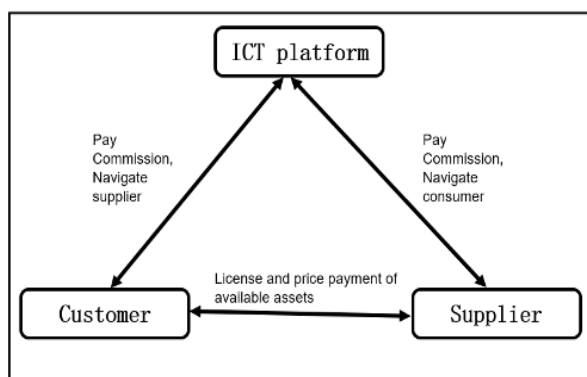 ICT platform
Pay
Commission,
Navigate
supplier
Pay
Commission,
Navigate
consumer
License and price payment of
available assets
Customer
Supplier